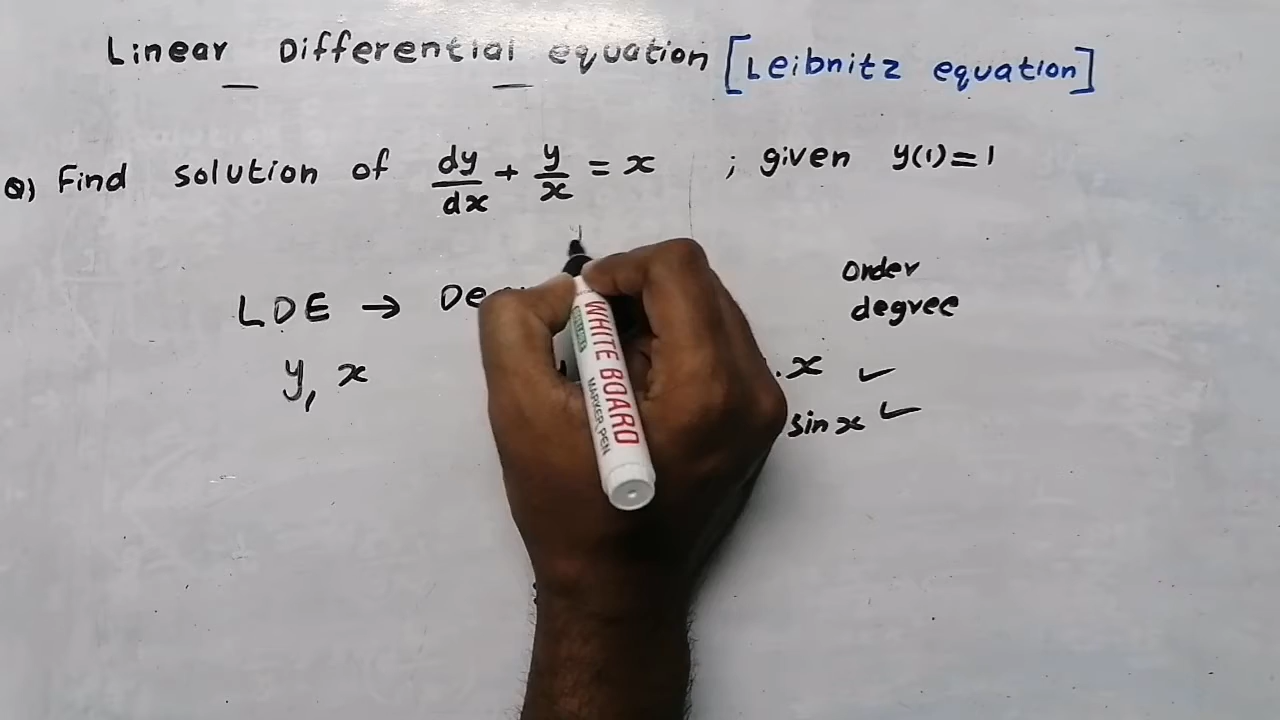 Linear Differential equation [Leibnitz equation]
Q) Find solution of dy/dx + y/x = x ; given y(1)=1
order
LDE → De
degree
y, x
.x ✓
sin x ✓
WHITE BOARD
MARKER PEN